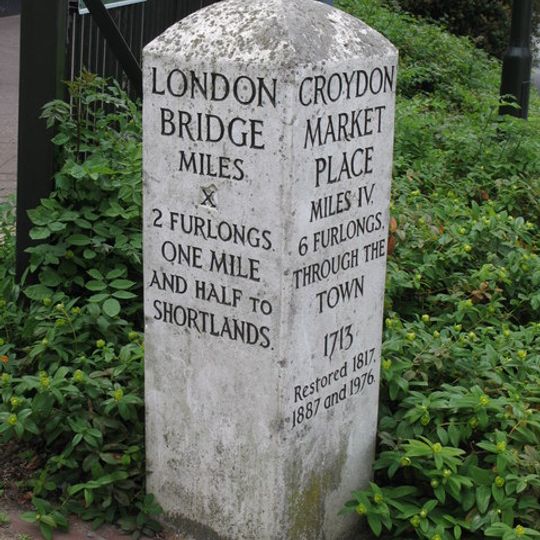 LONDON
BRIDGE
MILES
X
2 FURLONGS.
ONE MILE
AND HALF TO
SHORTLANDS.
CROYDON
MARKET
PLACE
MILES IV.
6 FURLONGS.
THROUGH THE
TOWN
1713
Restored 1817.
1887 and 1976.